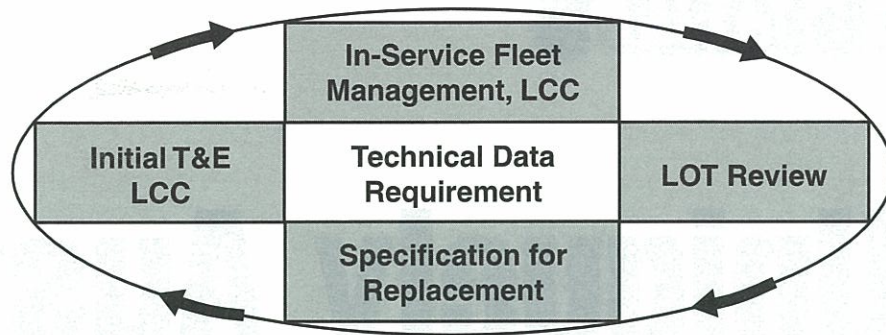 In-Service Fleet
Management, LCC
Initial T&E
LCC
Technical Data
Requirement
LOT Review
Specification for
Replacement